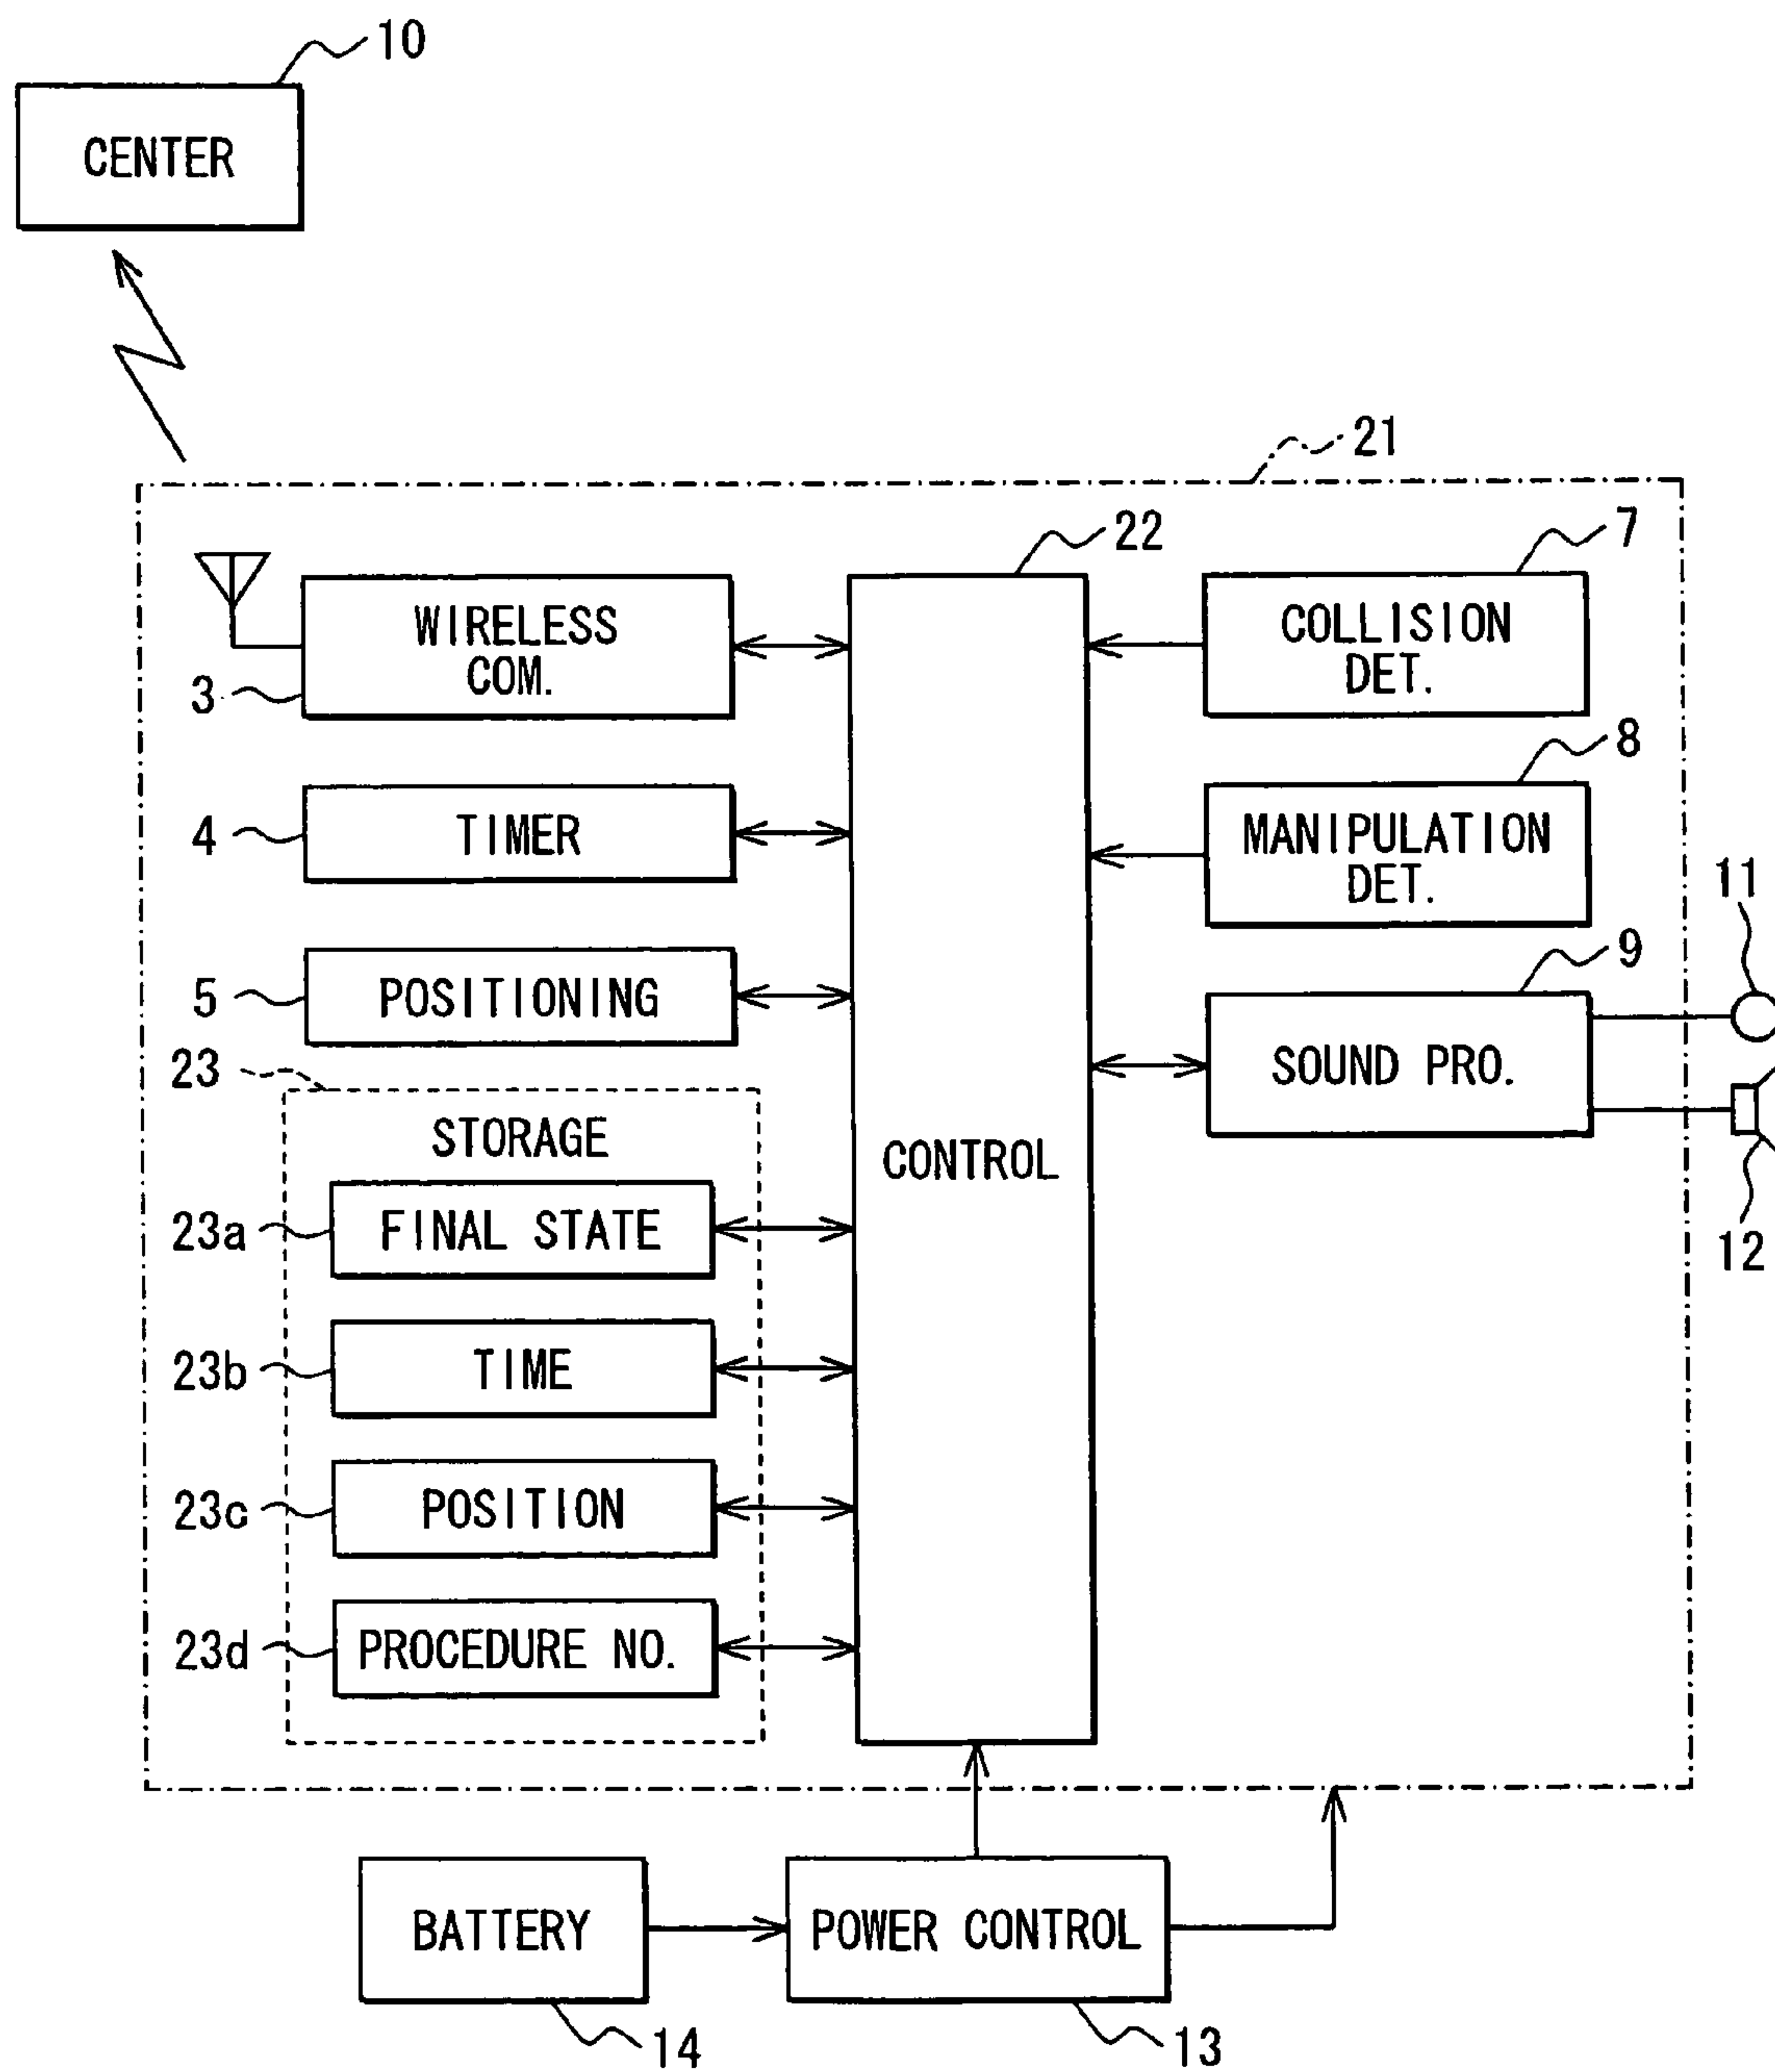 10
CENTER
21
22
7
WIRELESS
COM.
COLLISION
DET.
3
8
4
TIMER
MANIPULATION
DET.
11
9
5
POSITIONING
23
SOUND PRO.
STORAGE
CONTROL
23a
FINAL STATE
12
23b
TIME
23c
POSITION
23d
PROCEDURE NO.
BATTERY
POWER CONTROL
14
13